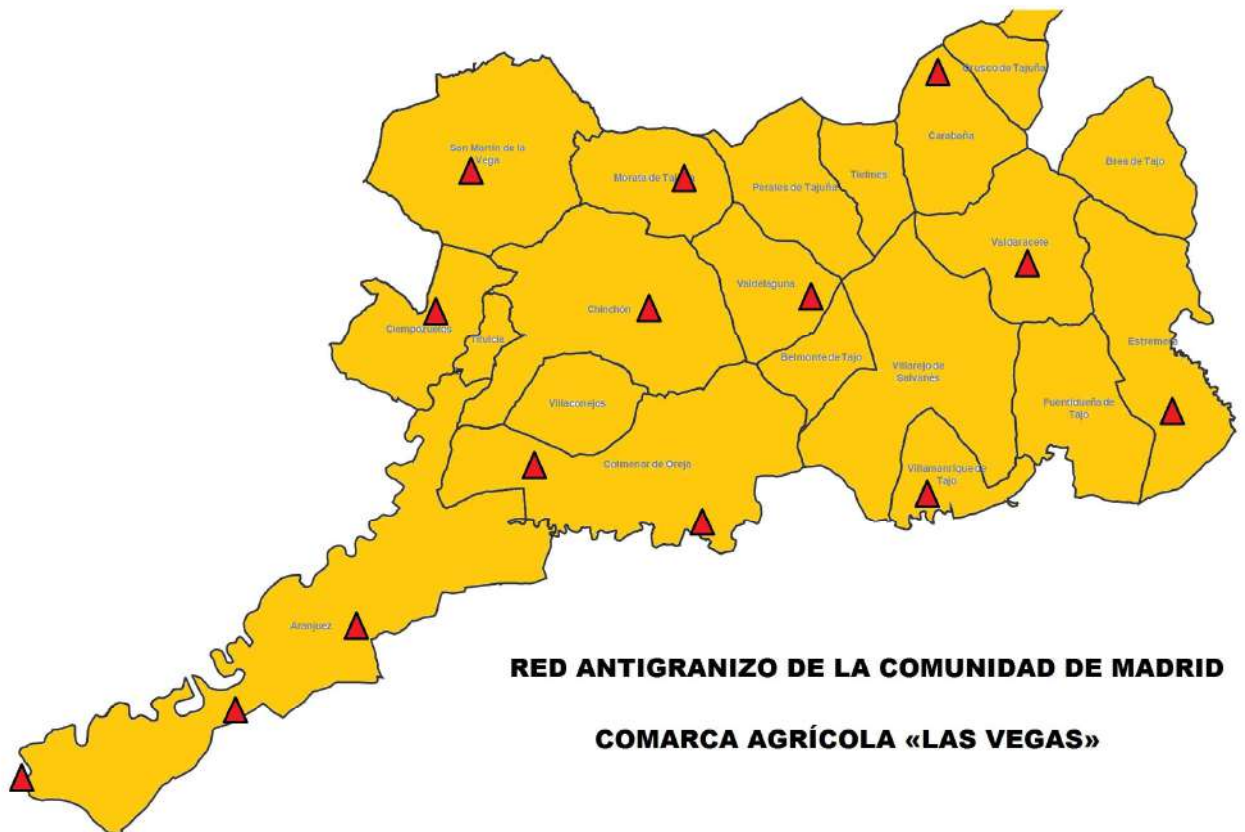 Orusco de Tajuña
Carabaña
San Martín de la
Vega
Brea de Tajo
Morata de
Perales de Tajuña
Tielmes
Valdaracete
Valdelaguna
Chinchón
Ciempozuelos
Titulcia
Estremera
Belmonte de Tajo
Villarejo de
Salvanés
Villaconejos
Fuentidueña de
Tajo
Colmenar de Oreja
Villamanrique de
Tajo
Aranjuez
RED ANTIGRANIZO DE LA COMUNIDAD DE MADRID
COMARCA AGRÍCOLA «LAS VEGAS»